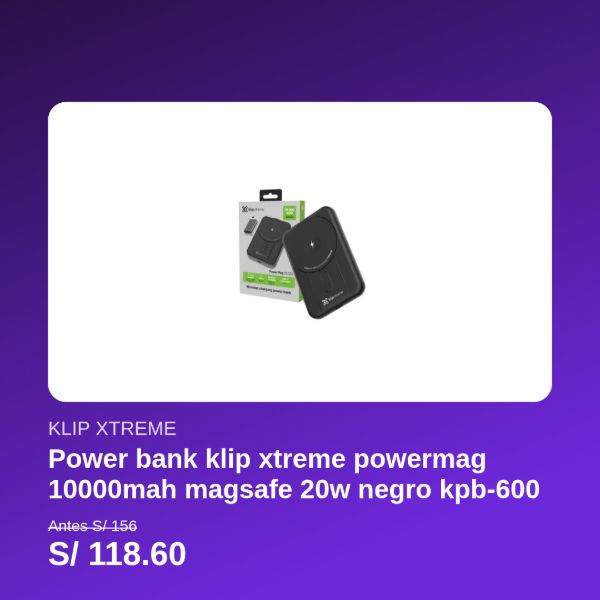 KLIP XTREME
Power bank klip xtreme powermag
10000mah magsafe 20w negro kpb-600
Antes S/ 156
S/ 118.60